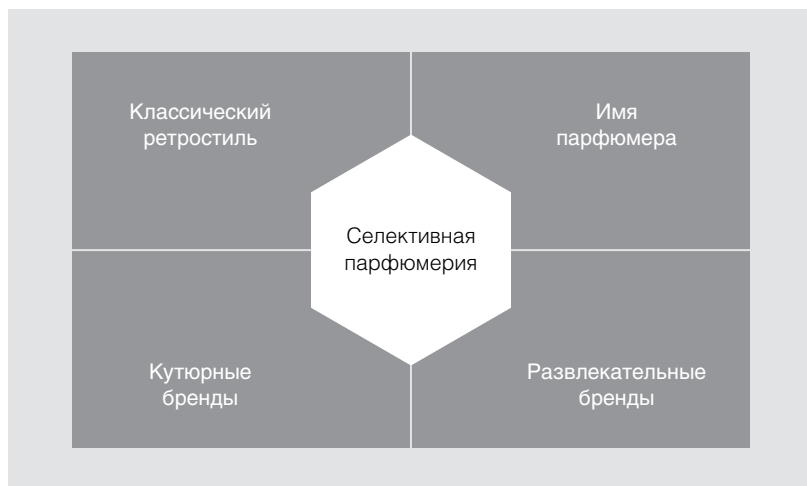 Классический
ретростиль
Имя
парфюмера
Селективная
парфюмерия
Кутюрные
бренды
Развлекательные
бренды